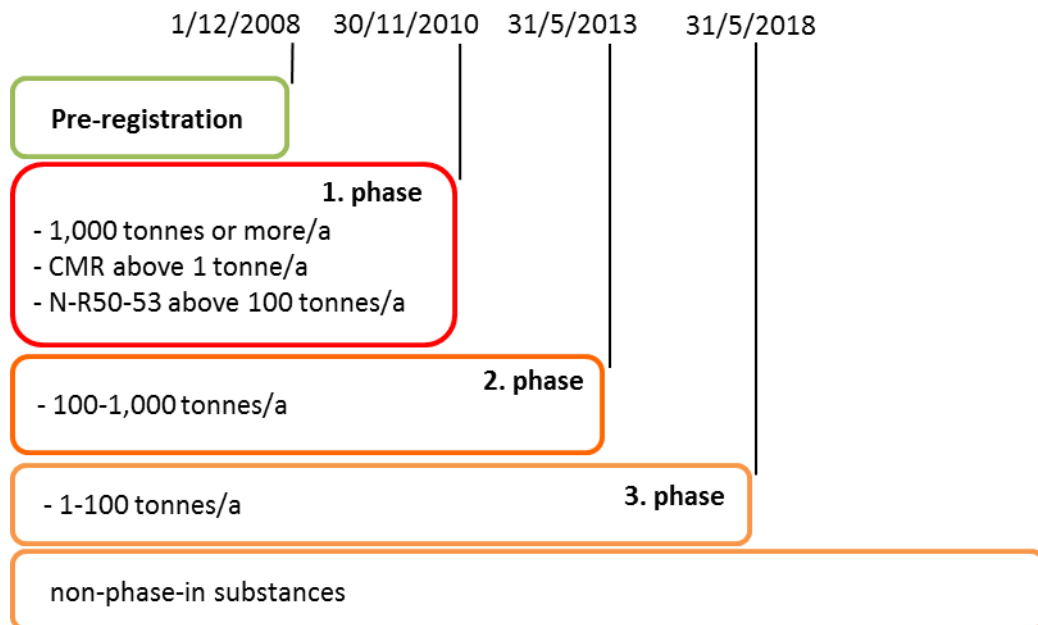 1/12/2008 30/11/2010 31/5/2013 31/5/2018
Pre-registration
1. phase
- 1,000 tonnes or more/a
- CMR above 1 tonne/a
- N-R50-53 above 100 tonnes/a
2. phase
- 100-1,000 tonnes/a
3. phase
- 1-100 tonnes/a
non-phase-in substances